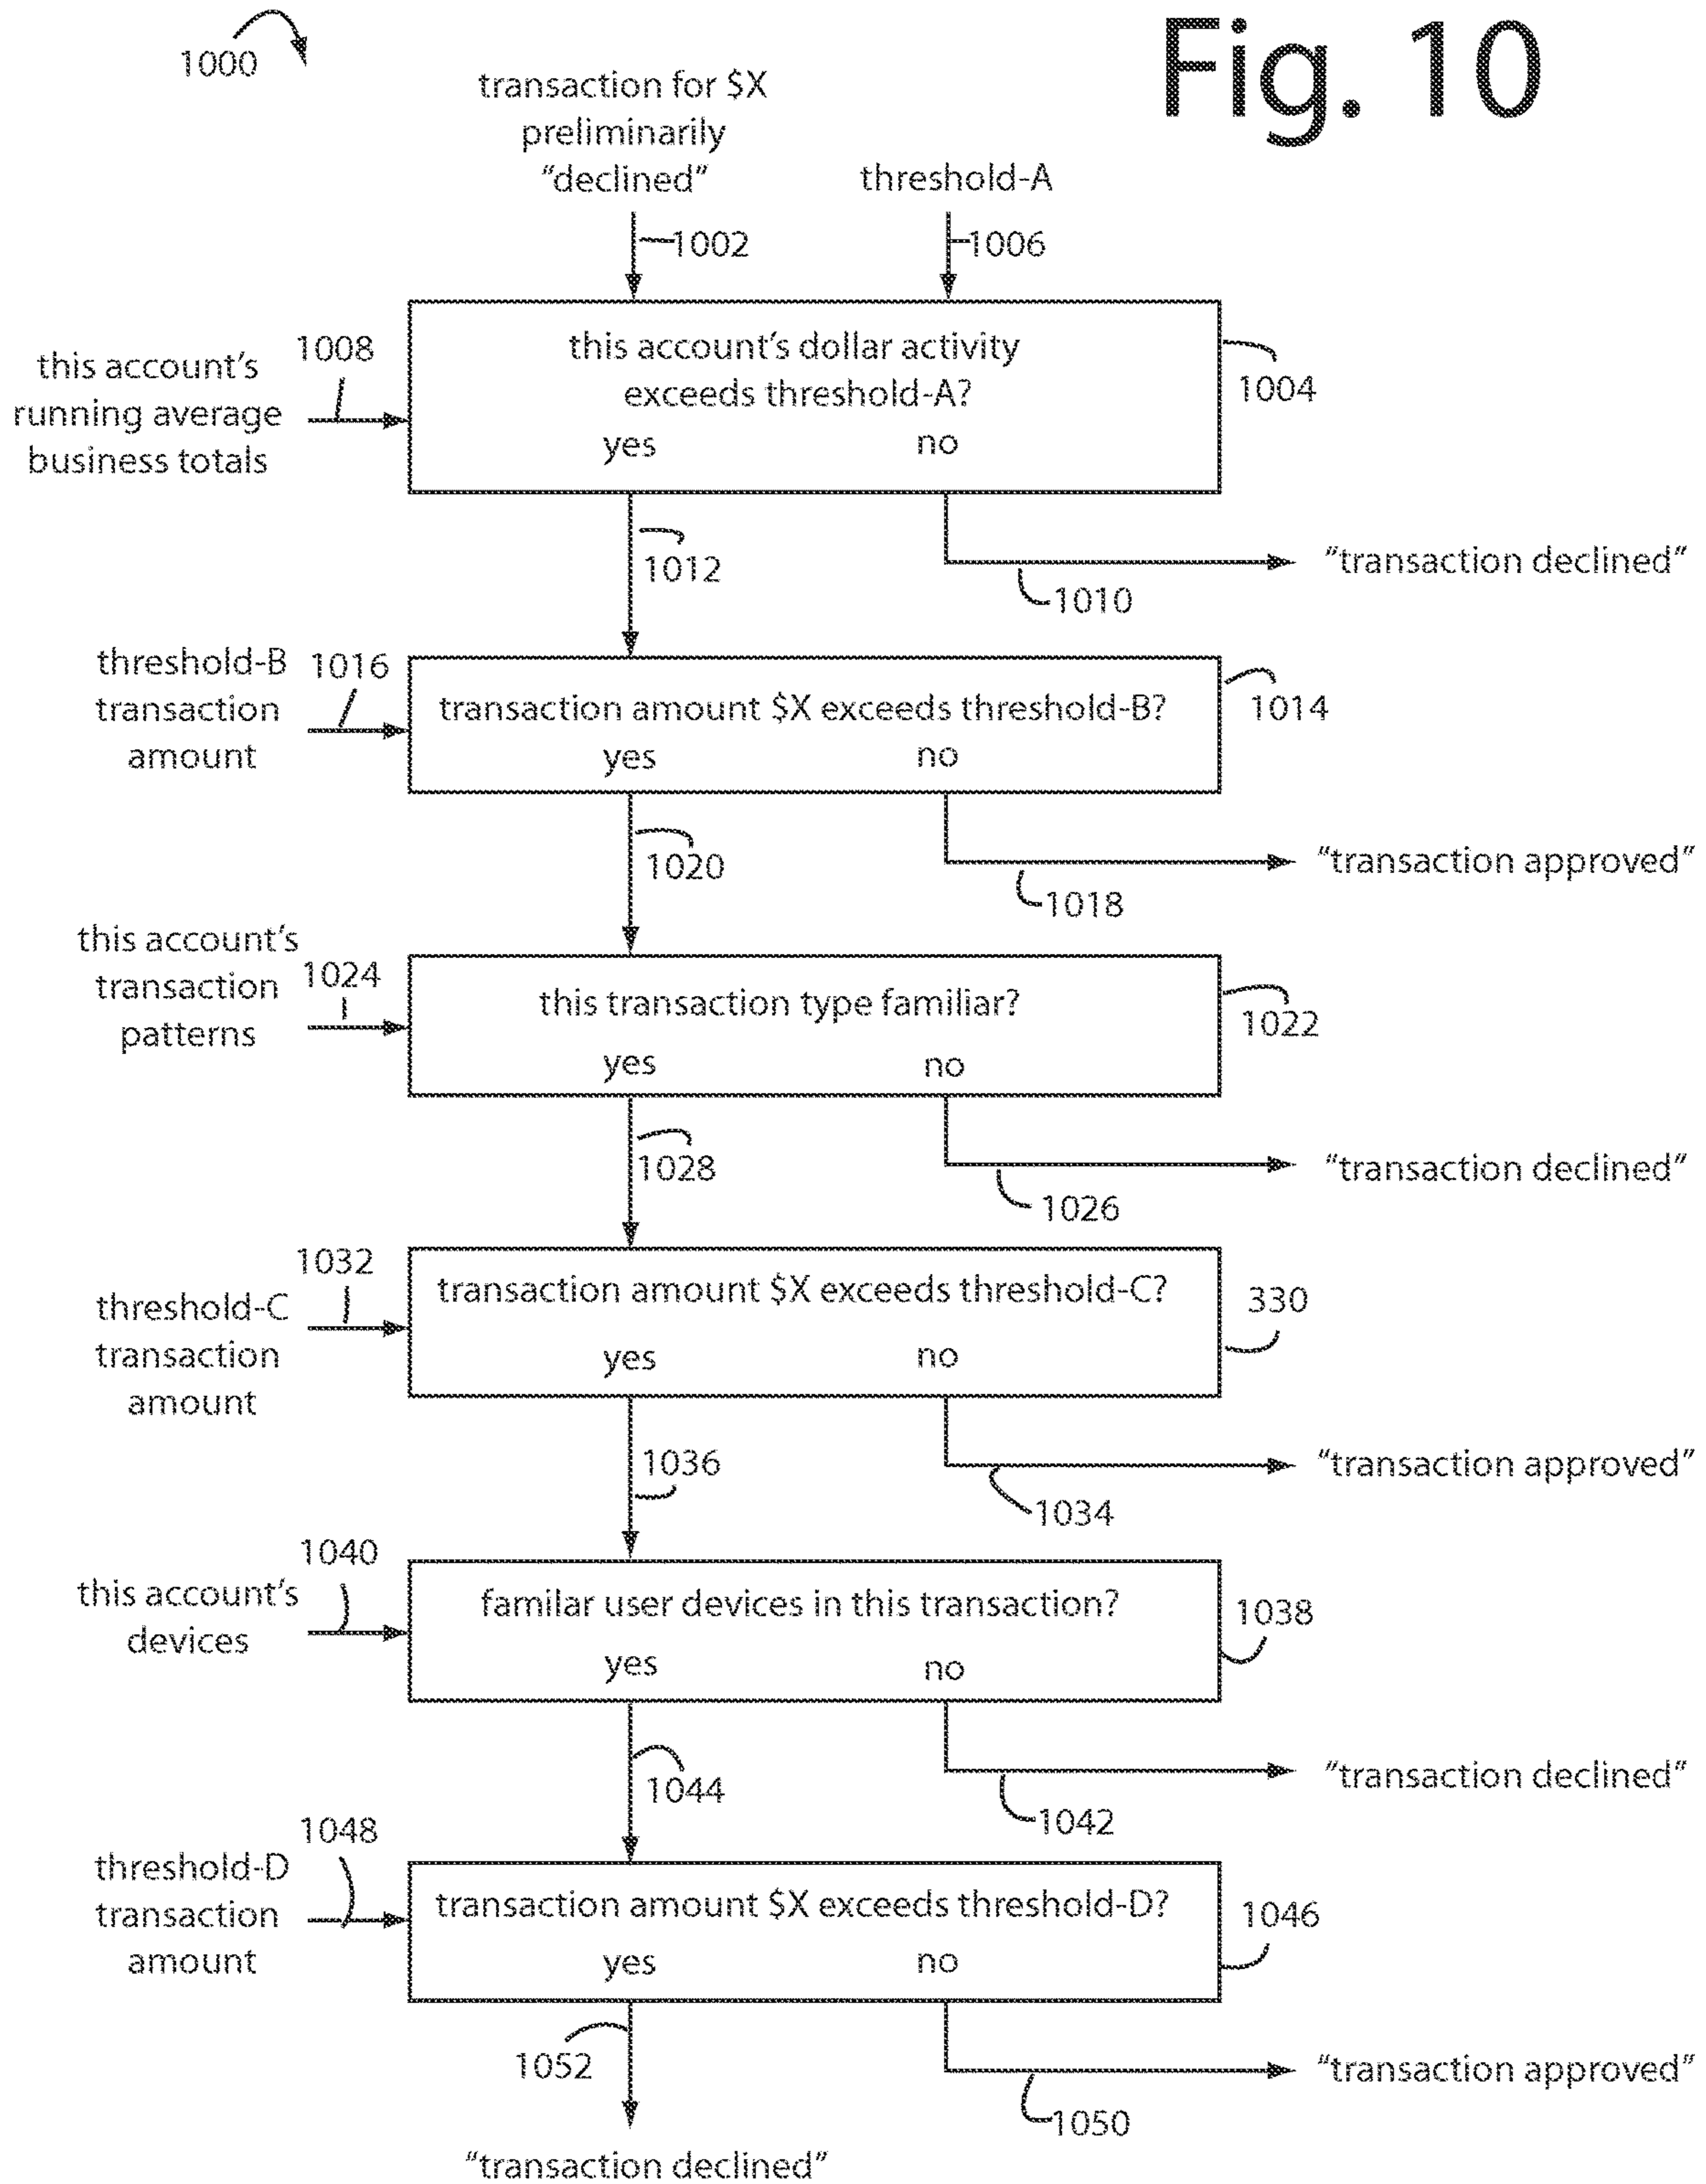 Fig. 10
1000
transaction for $X
preliminarily
“declined”
threshold-A
1002
1006
this account’s
running average
business totals
1008
this account’s dollar activity
exceeds threshold-A?
yes no
1004
1012
“transaction declined”
1010
threshold-B
transaction
amount
1016
transaction amount $X exceeds threshold-B?
yes no
1014
1020
“transaction approved”
1018
this account’s
transaction
patterns
1024
this transaction type familiar?
yes no
1022
1028
“transaction declined”
1026
threshold-C
transaction
amount
1032
transaction amount $X exceeds threshold-C?
yes no
330
1036
“transaction approved”
1034
this account’s
devices
1040
familar user devices in this transaction?
yes no
1038
1044
“transaction declined”
1042
threshold-D
transaction
amount
1048
transaction amount $X exceeds threshold-D?
yes no
1046
1052
“transaction approved”
1050
“transaction declined”